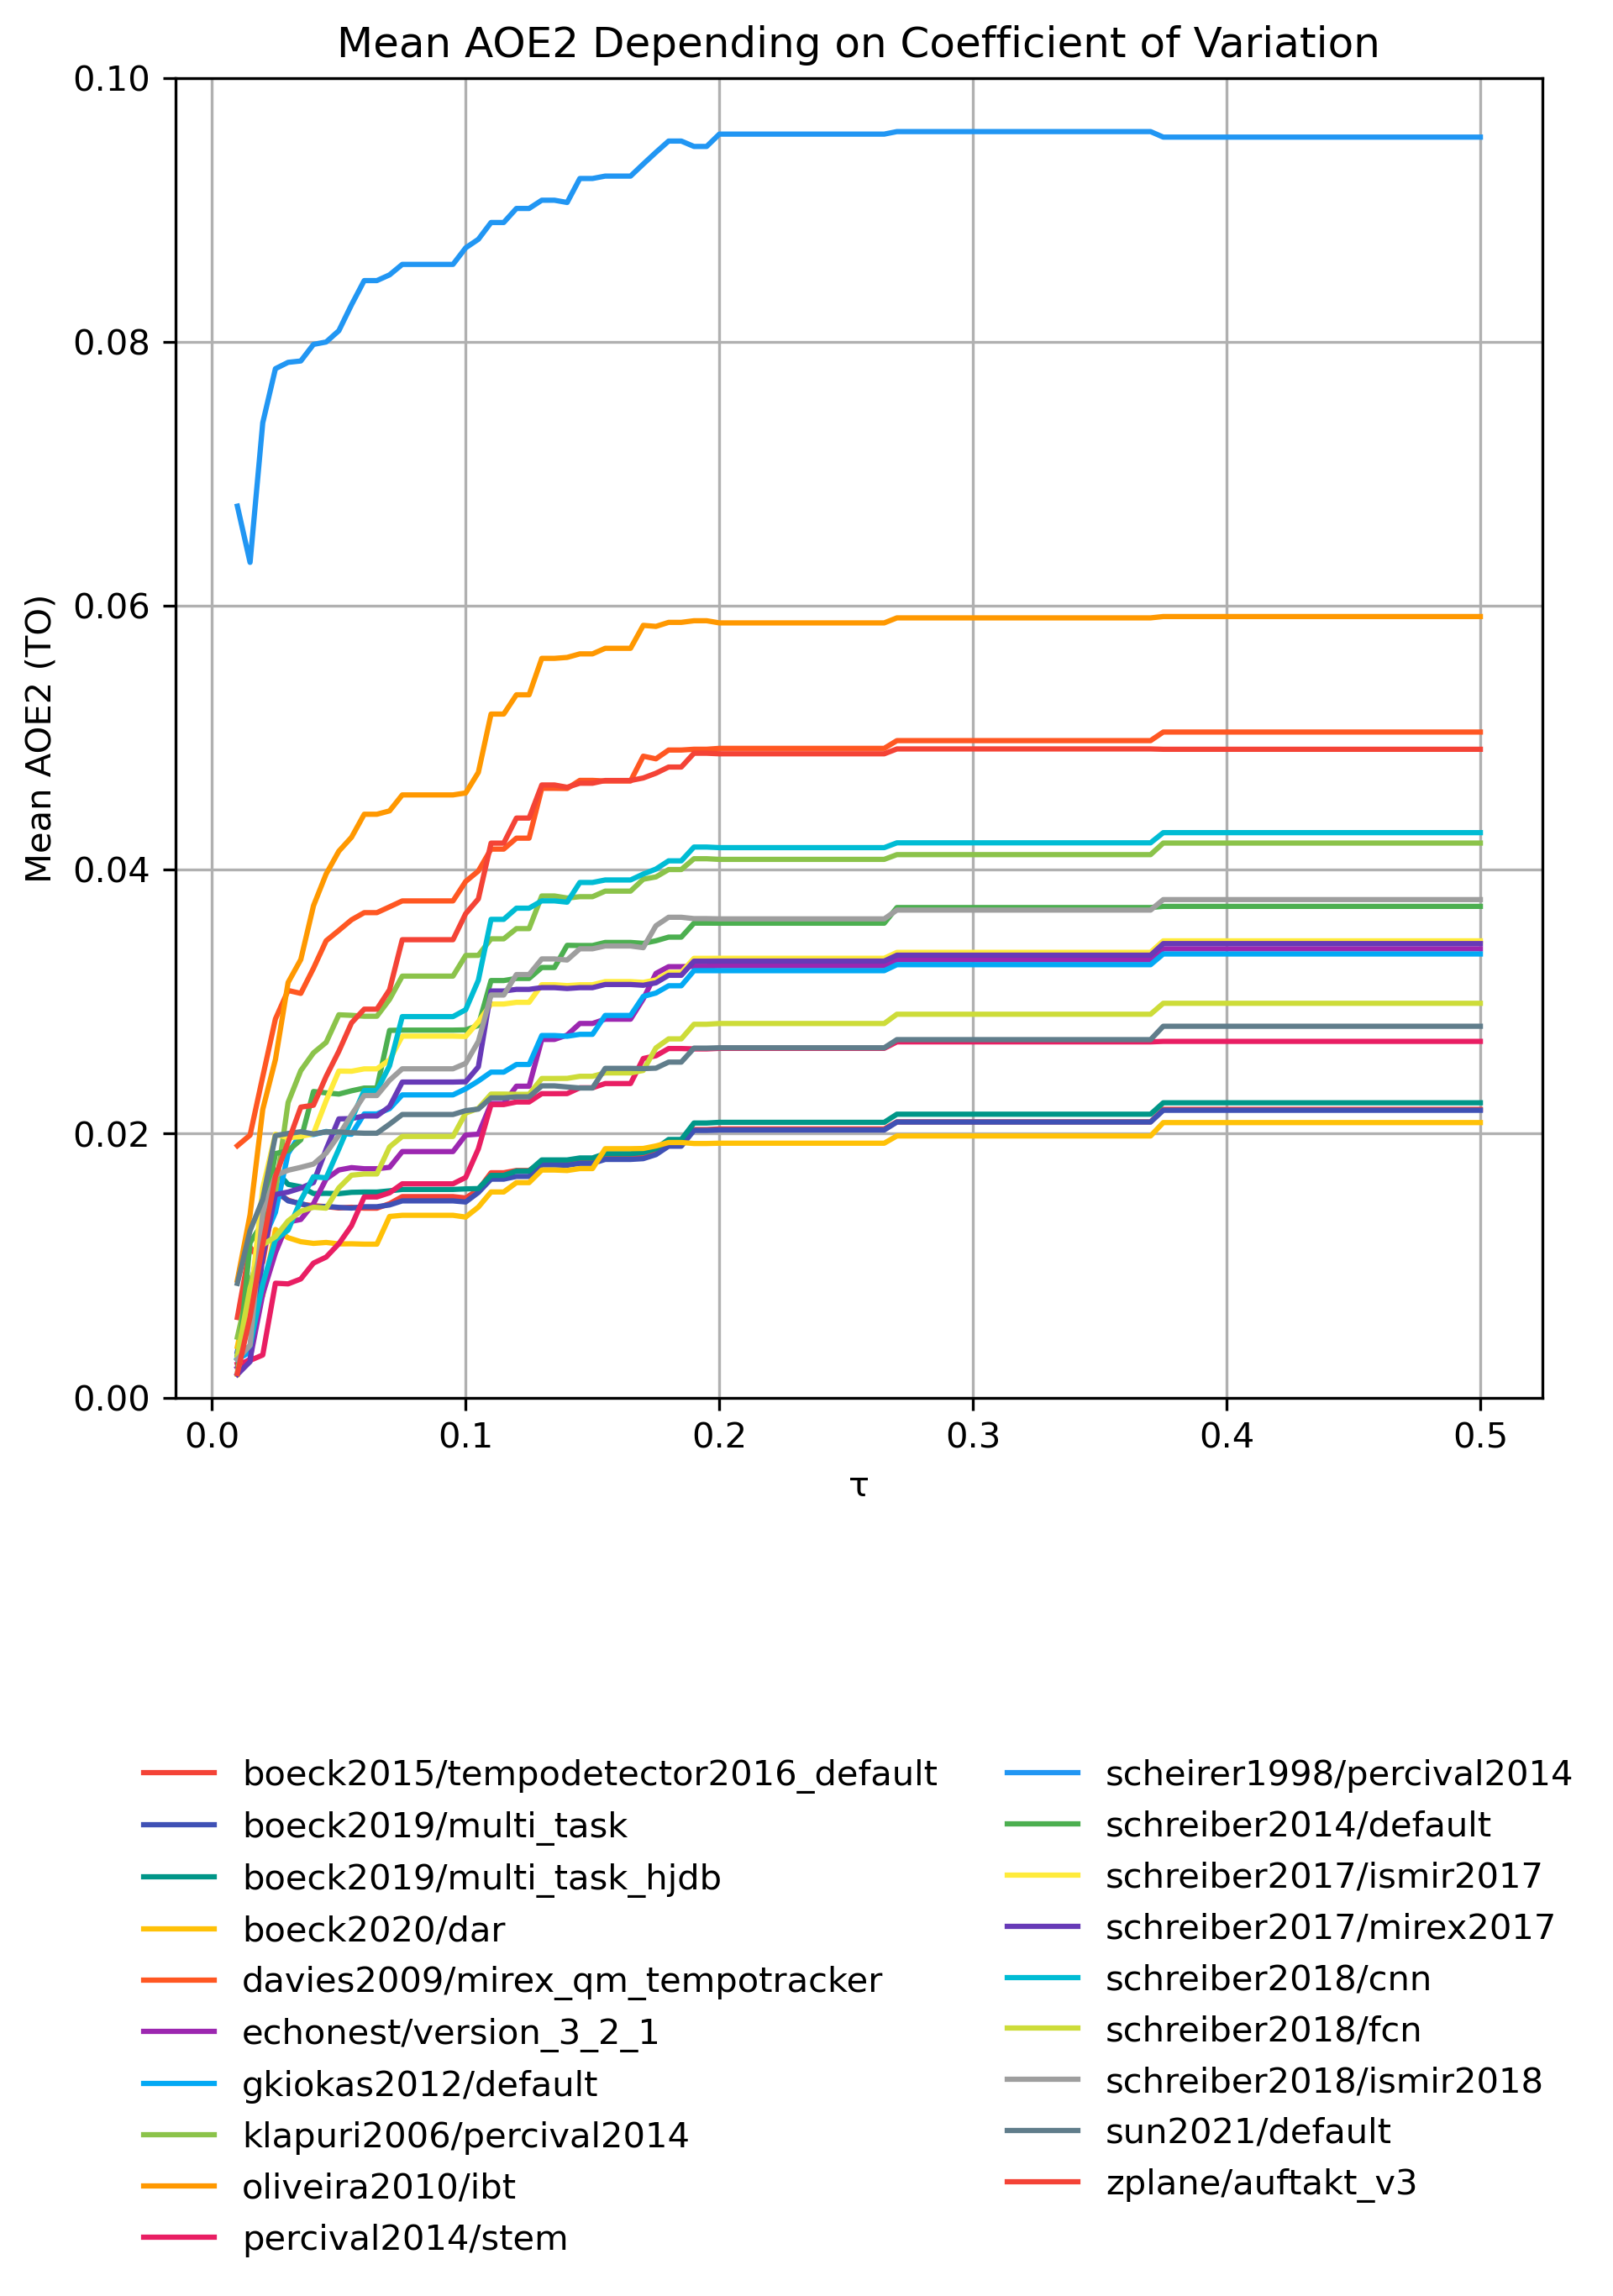 Mean AOE2 Depending on Coefficient of Variation
Mean AOE2 (TO)
0.10
0.08
0.06
0.04
0.02
0.00
0.0 0.1 0.2 0.3 0.4 0.5
τ
boeck2015/tempodetector2016_default
boeck2019/multi_task
boeck2019/multi_task_hjdb
boeck2020/dar
davies2009/mirex_qm_tempotracker
echonest/version_3_2_1
gkiokas2012/default
klapuri2006/percival2014
oliveira2010/ibt
percival2014/stem
scheirer1998/percival2014
schreiber2014/default
schreiber2017/ismir2017
schreiber2017/mirex2017
schreiber2018/cnn
schreiber2018/fcn
schreiber2018/ismir2018
sun2021/default
zplane/auftakt_v3